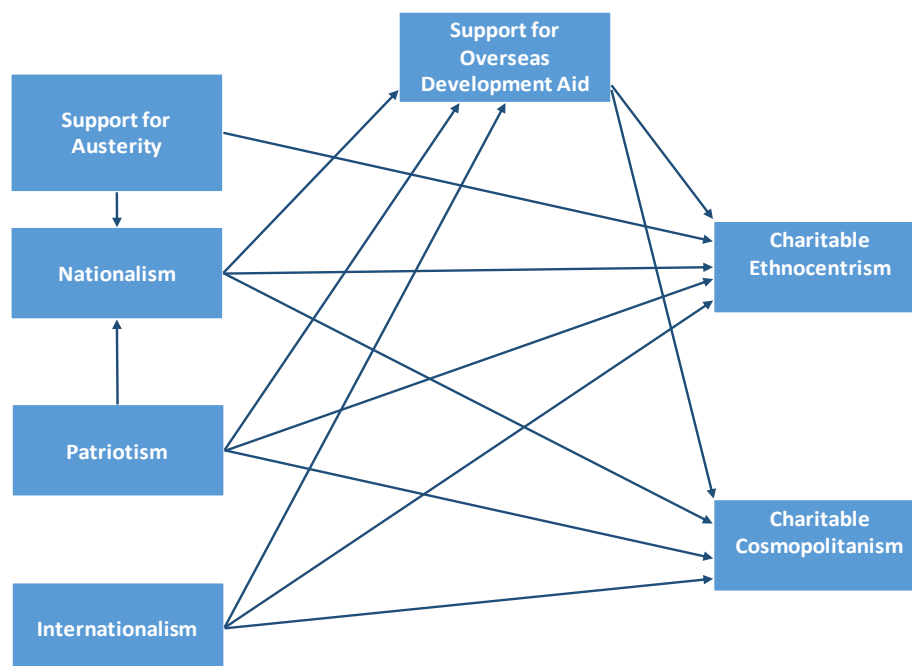 Support for
Overseas
Development Aid
Support for
Austerity
Nationalism
Charitable
Ethnocentrism
Patriotism
Charitable
Cosmopolitanism
Internationalism